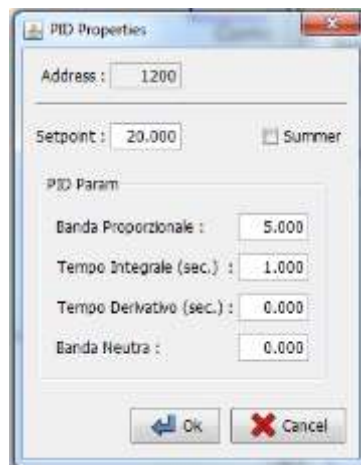 PID Properties
Address : 1200
Setpoint : 20.000 Summer
PID Param
Banda Proporzionale : 5.000
Tempo Integrale (sec.) : 1.000
Tempo Derivativo (sec.) : 0.000
Banda Neutra : 0.000
Ok Cancel